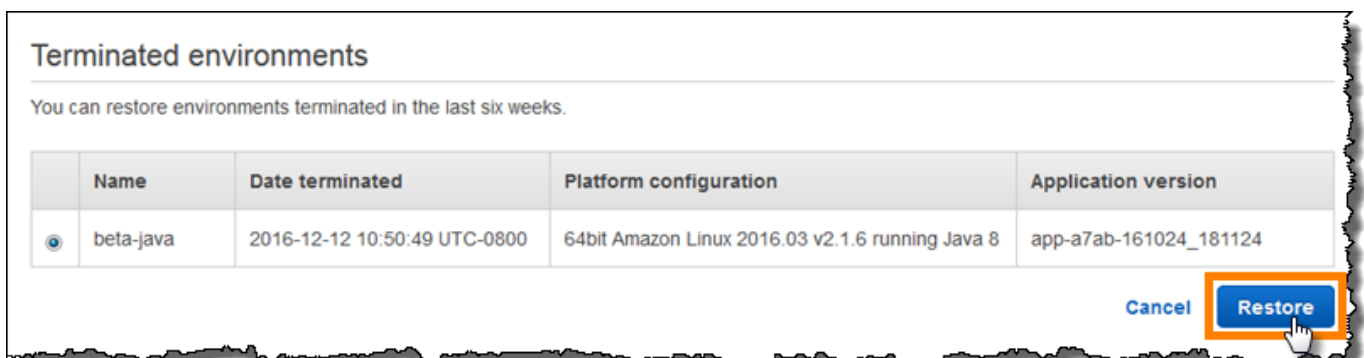 Terminated environments
You can restore environments terminated in the last six weeks.
Name Date terminated Platform configuration Application version
beta-java 2016-12-12 10:50:49 UTC-0800 64bit Amazon Linux 2016.03 v2.1.6 running Java 8 app-a7ab-161024_181124
Cancel Restore